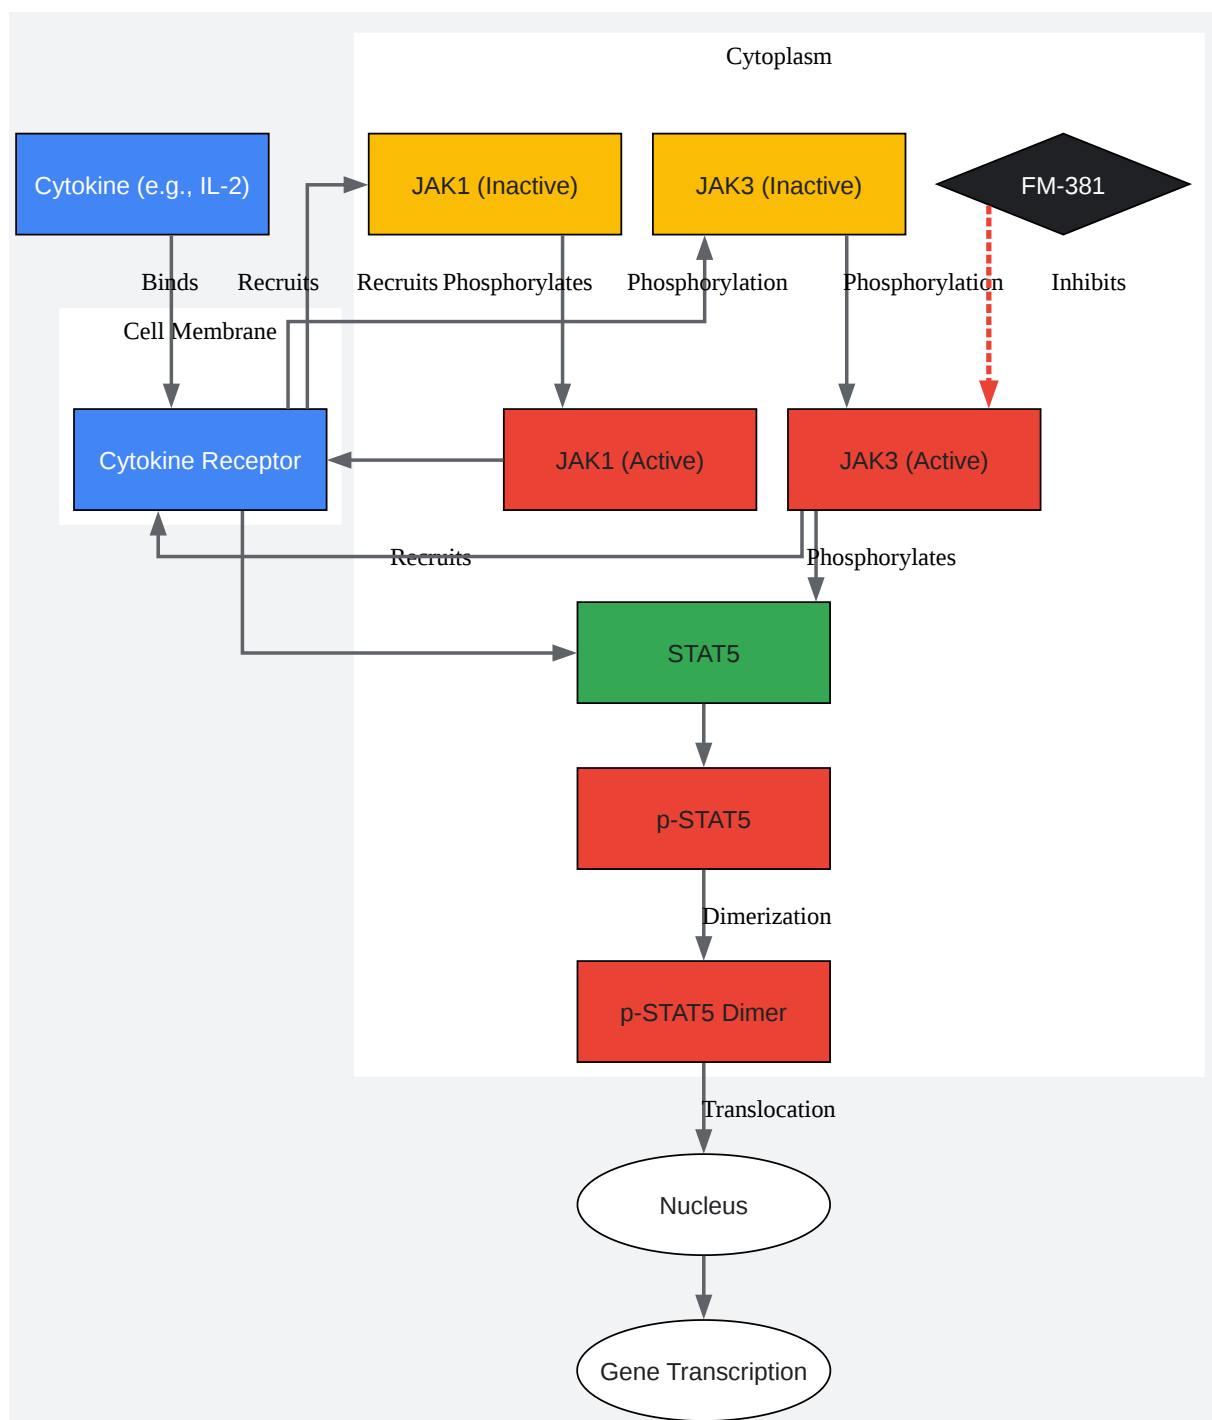 Cytoplasm
Cytokine (e.g., IL-2)
JAK1 (Inactive)
JAK3 (Inactive)
FM-381
Binds
Recruits
Recruits
Phosphorylates
Phosphorylation
Phosphorylation
Inhibits
Cell Membrane
Cytokine Receptor
JAK1 (Active)
JAK3 (Active)
Recruits
Phosphorylates
STAT5
p-STAT5
Dimerization
p-STAT5 Dimer
Translocation
Nucleus
Gene Transcription